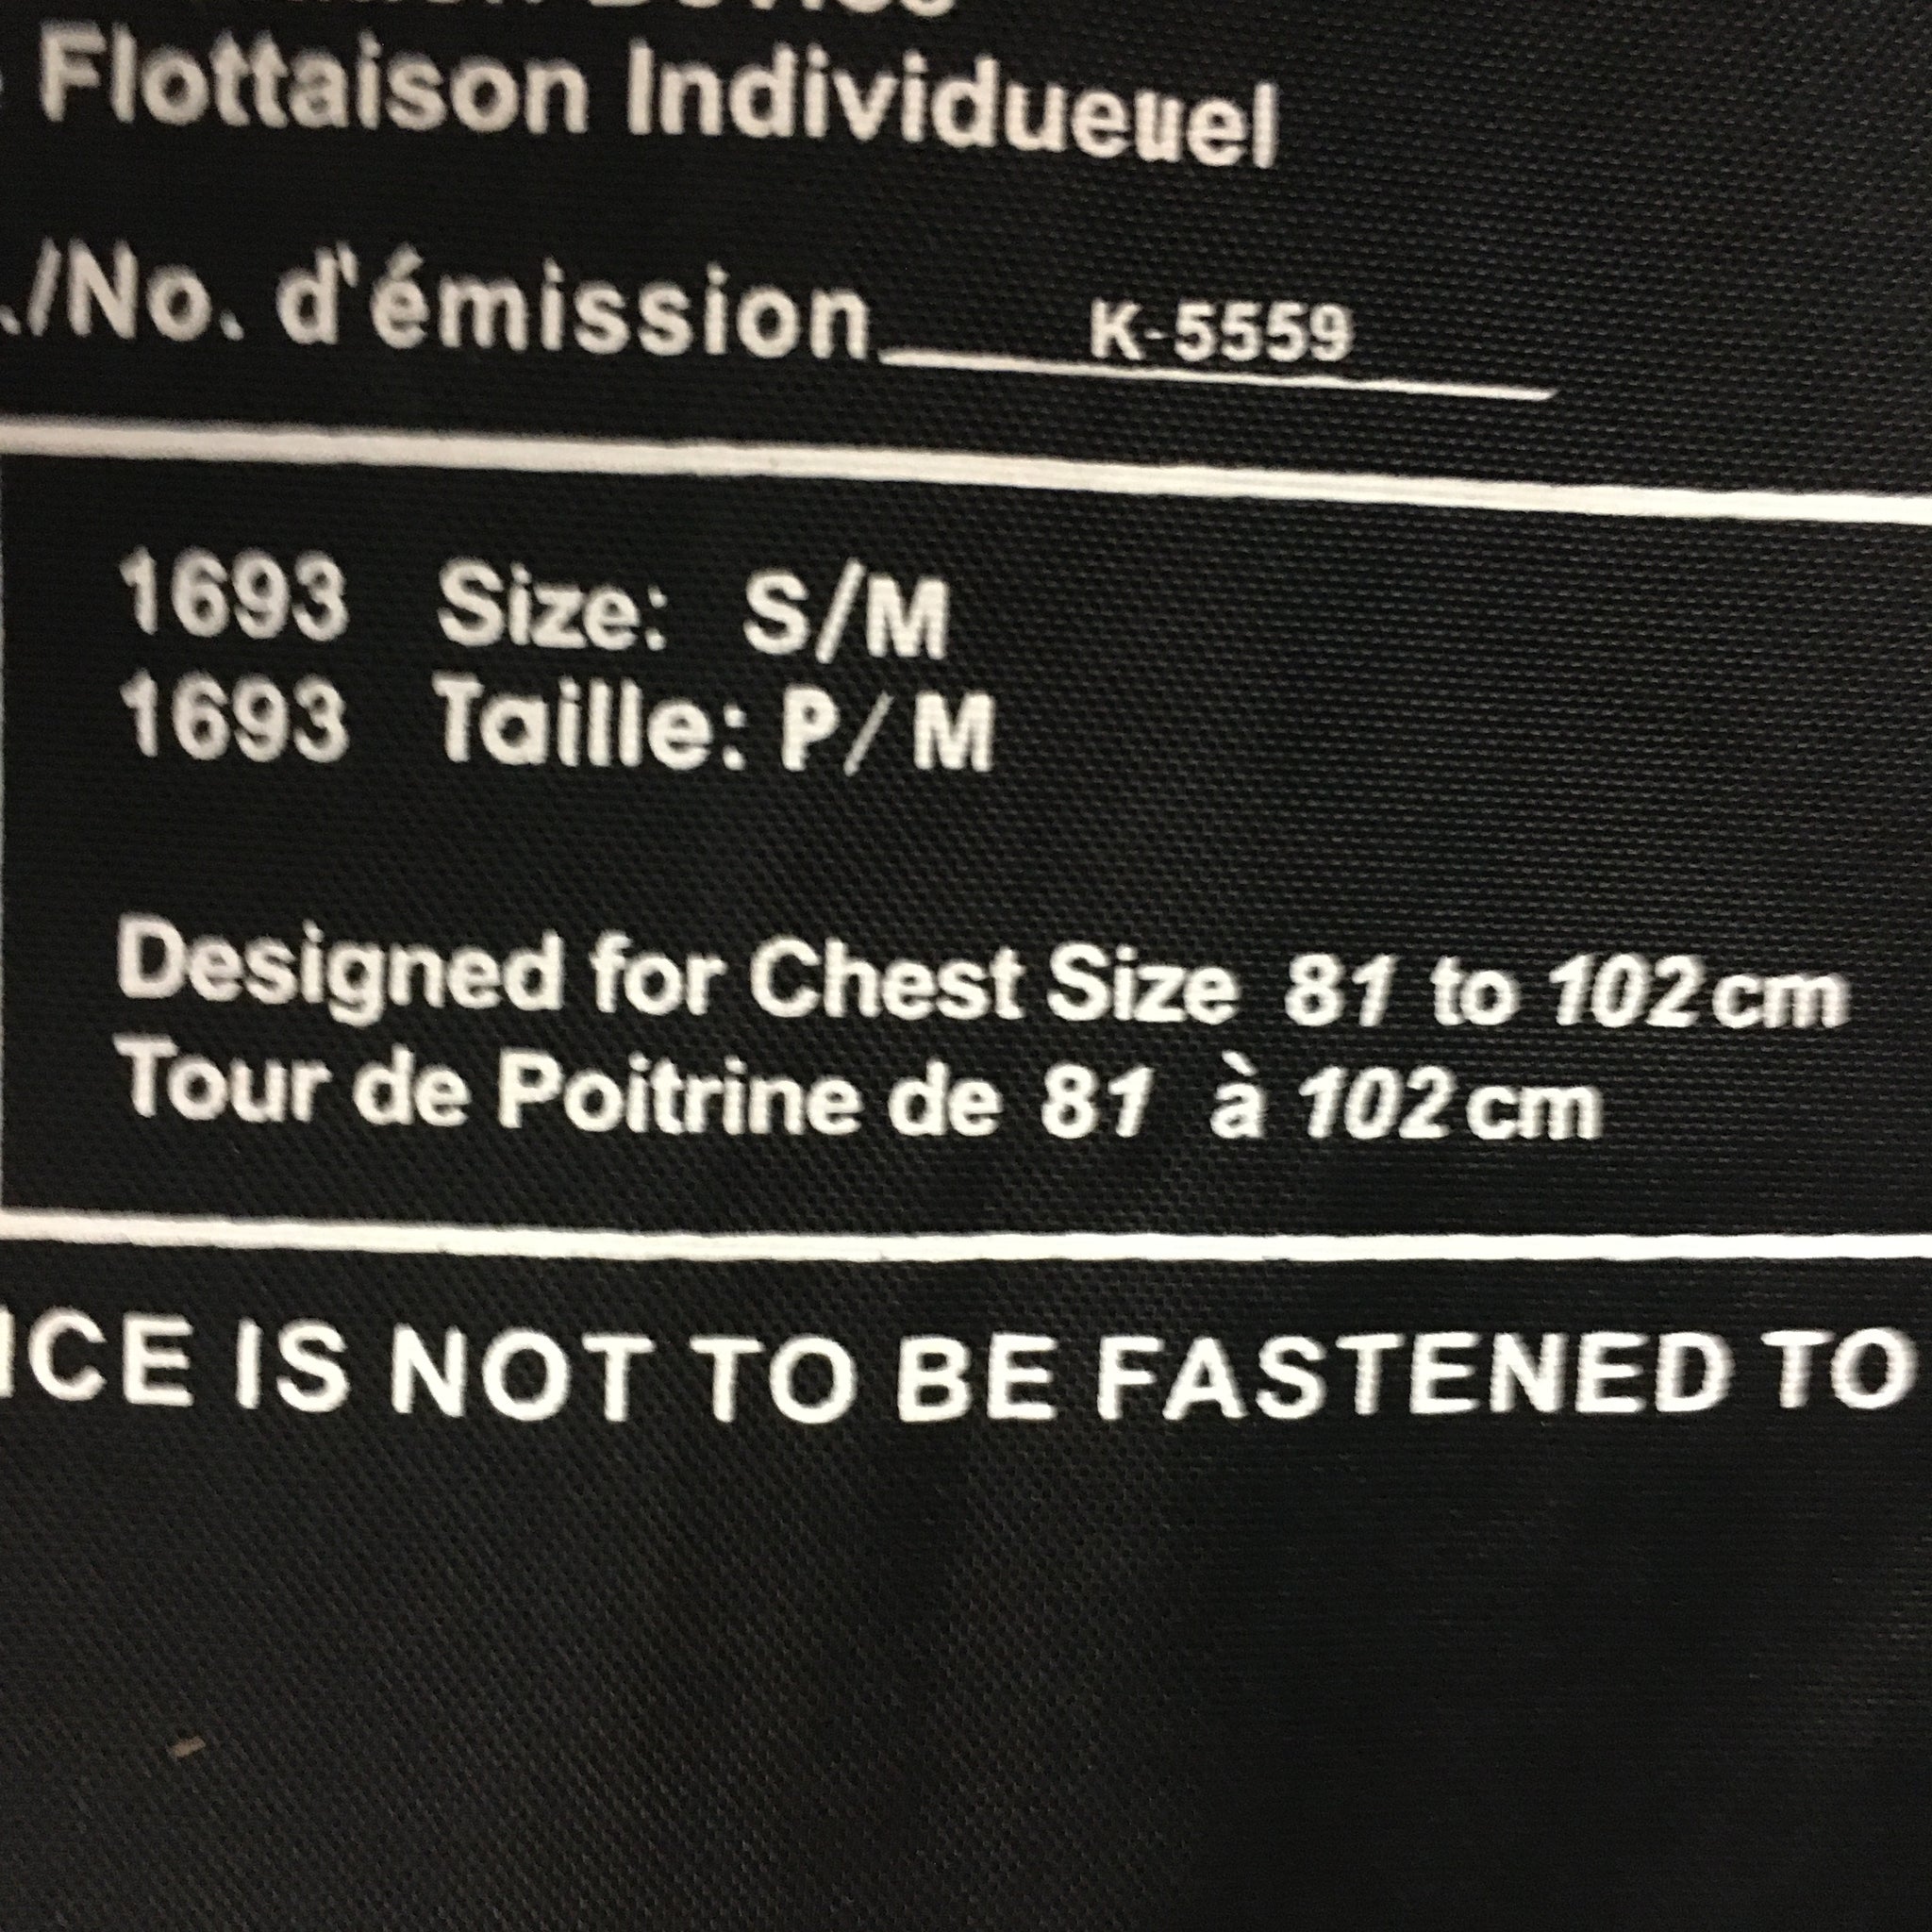 Flottaison Individueuel
./No. d'émission K-5559
1693 Size: S/M
1693 Taille: P/M
Designed for Chest Size 81 to 102 cm
Tour de Poitrine de 81 à 102 cm
IS NOT TO BE FASTENED TO